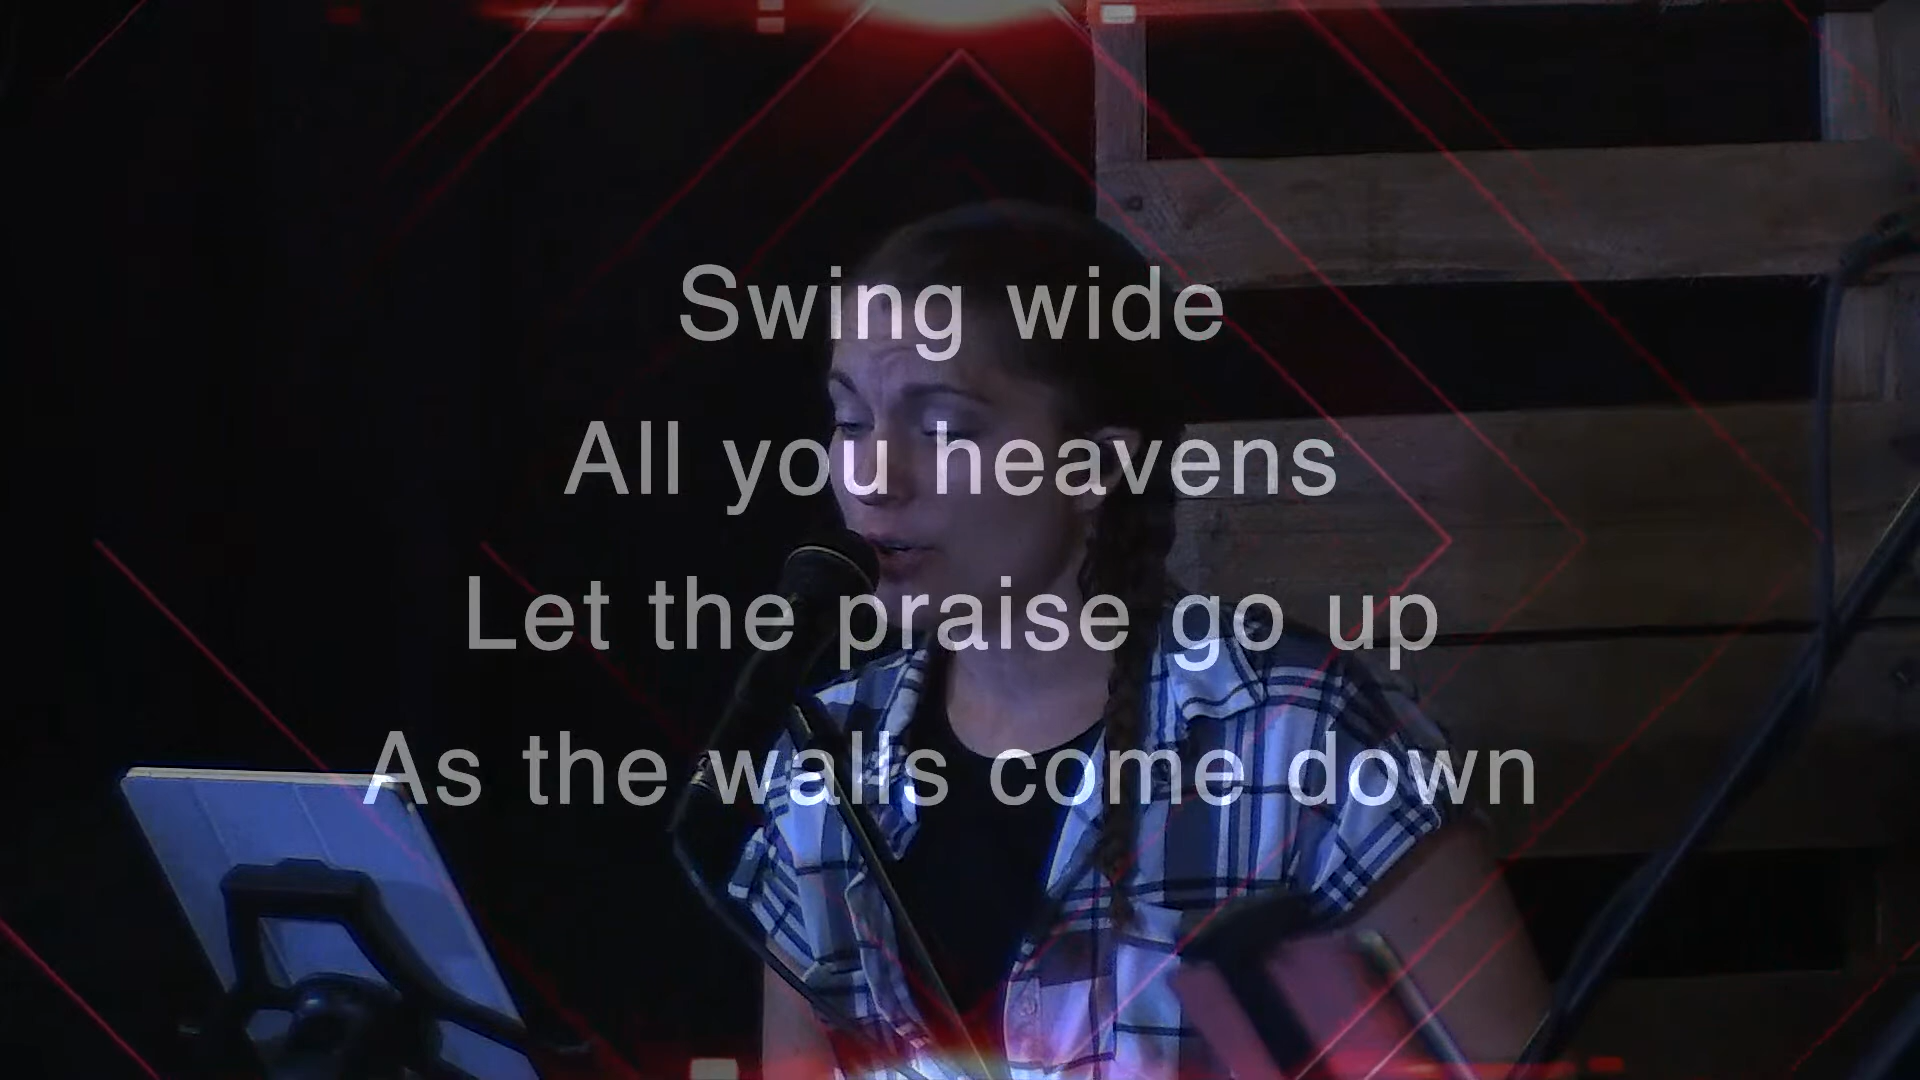 Swing wide
All you heavens
Let the praise go up
As the walls come down